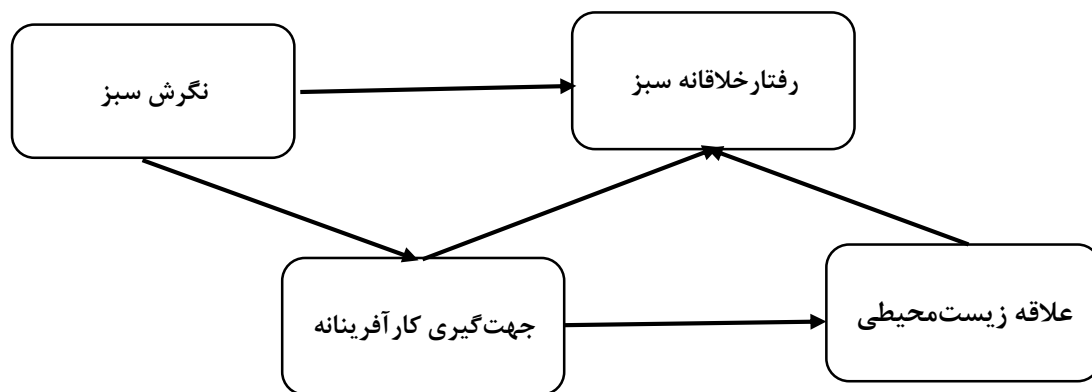 نگرش سبز
رفتارخلاقانه سبز
جهت‌گیری کارآفرینانه
علاقه زیست‌محیطی